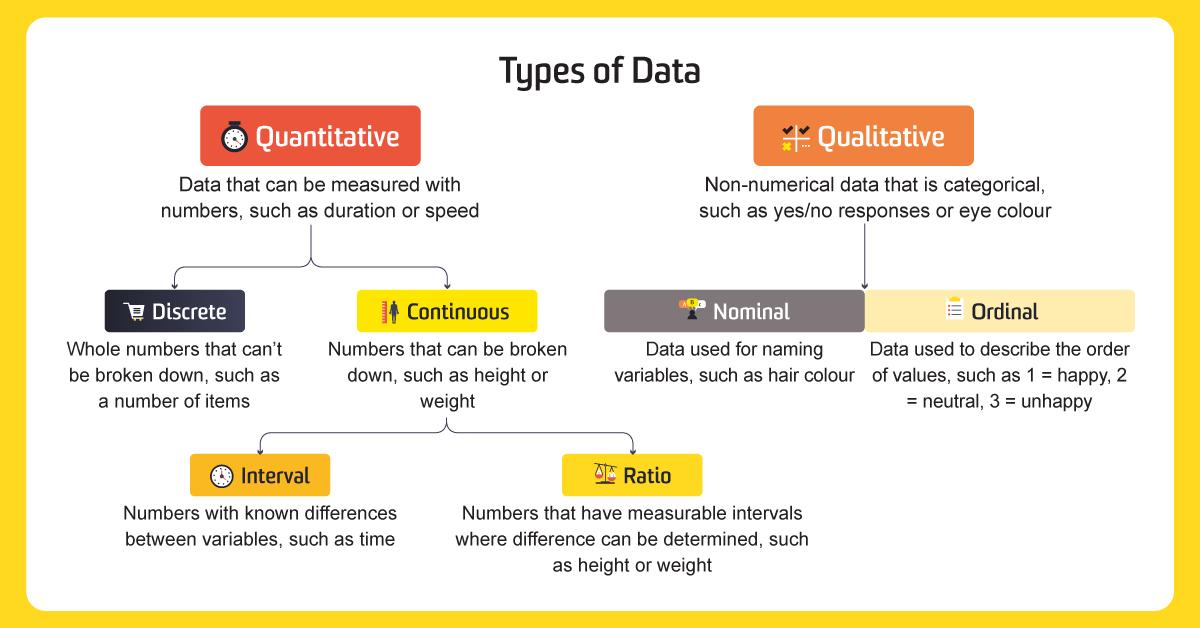 Types of Data
Quantitative
Data that can be measured with
numbers, such as duration or speed
Qualitative
Non-numerical data that is categorical,
such as yes/no responses or eye colour
Discrete
Whole numbers that can't
be broken down, such as
a number of items
Continuous
Numbers that can be broken
down, such as height or
weight
Nominal
Data used for naming
variables, such as hair colour
Ordinal
Data used to describe the order
of values, such as 1 = happy, 2
= neutral, 3 = unhappy
Interval
Numbers with known differences
between variables, such as time
Ratio
Numbers that have measurable intervals
where difference can be determined, such
as height or weight